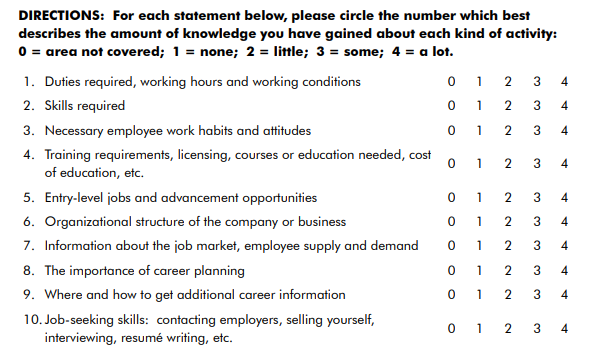 DIRECTIONS: For each statement below, please circle the number which best
describes the amount of knowledge you have gained about each kind of activity:
0 = area not covered; 1 = none; 2 = little; 3 = some; 4 = a lot.
1. Duties required, working hours and working conditions 0 1 2 3 4
2. Skills required 0 1 2 3 4
3. Necessary employee work habits and attitudes 0 1 2 3 4
4. Training requirements, licensing, courses or education needed, cost
of education, etc. 0 1 2 3 4
5. Entry-level jobs and advancement opportunities 0 1 2 3 4
6. Organizational structure of the company or business 0 1 2 3 4
7. Information about the job market, employee supply and demand 0 1 2 3 4
8. The importance of career planning 0 1 2 3 4
9. Where and how to get additional career information 0 1 2 3 4
10. Job-seeking skills: contacting employers, selling yourself,
interviewing, resumé writing, etc. 0 1 2 3 4